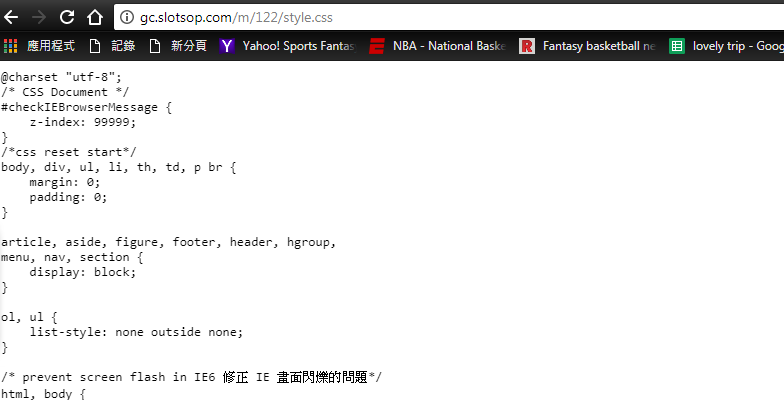 gc.slotsop.com/m/122/style.css
應用程式 記錄 新分頁 Yahoo! Sports Fantas NBA - National Baske Fantasy basketball ne lovely trip - Goog
@charset "utf-8";
/* CSS Document */
#checkIEBrowserMessage {
    z-index: 99999;
}
/*css reset start*/
body, div, ul, li, th, td, p br {
    margin: 0;
    padding: 0;
}
article, aside, figure, footer, header, hgroup,
menu, nav, section {
    display: block;
}
ol, ul {
    list-style: none outside none;
}
/* prevent screen flash in IE6 修正 IE 畫面閃爍的問題*/
html, body {